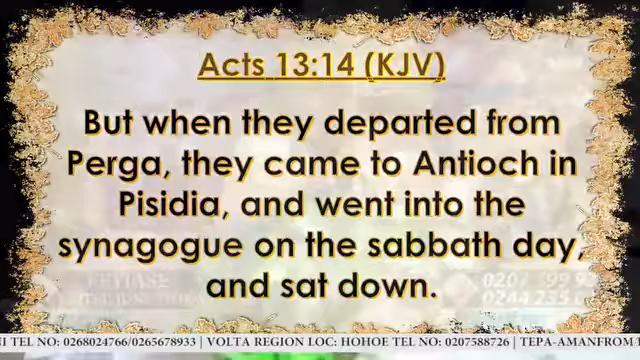 Acts 13:14 (KJV)
But when they departed from
Perga, they came to Antioch in
Pisidia, and went into the
synagogue on the sabbath day,
and sat down.
I TEL NO: 0268024766/0265678933 | VOLTA REGION LOC: HOHOE TEL NO: 0207588726 | TEPA-AMANFROM